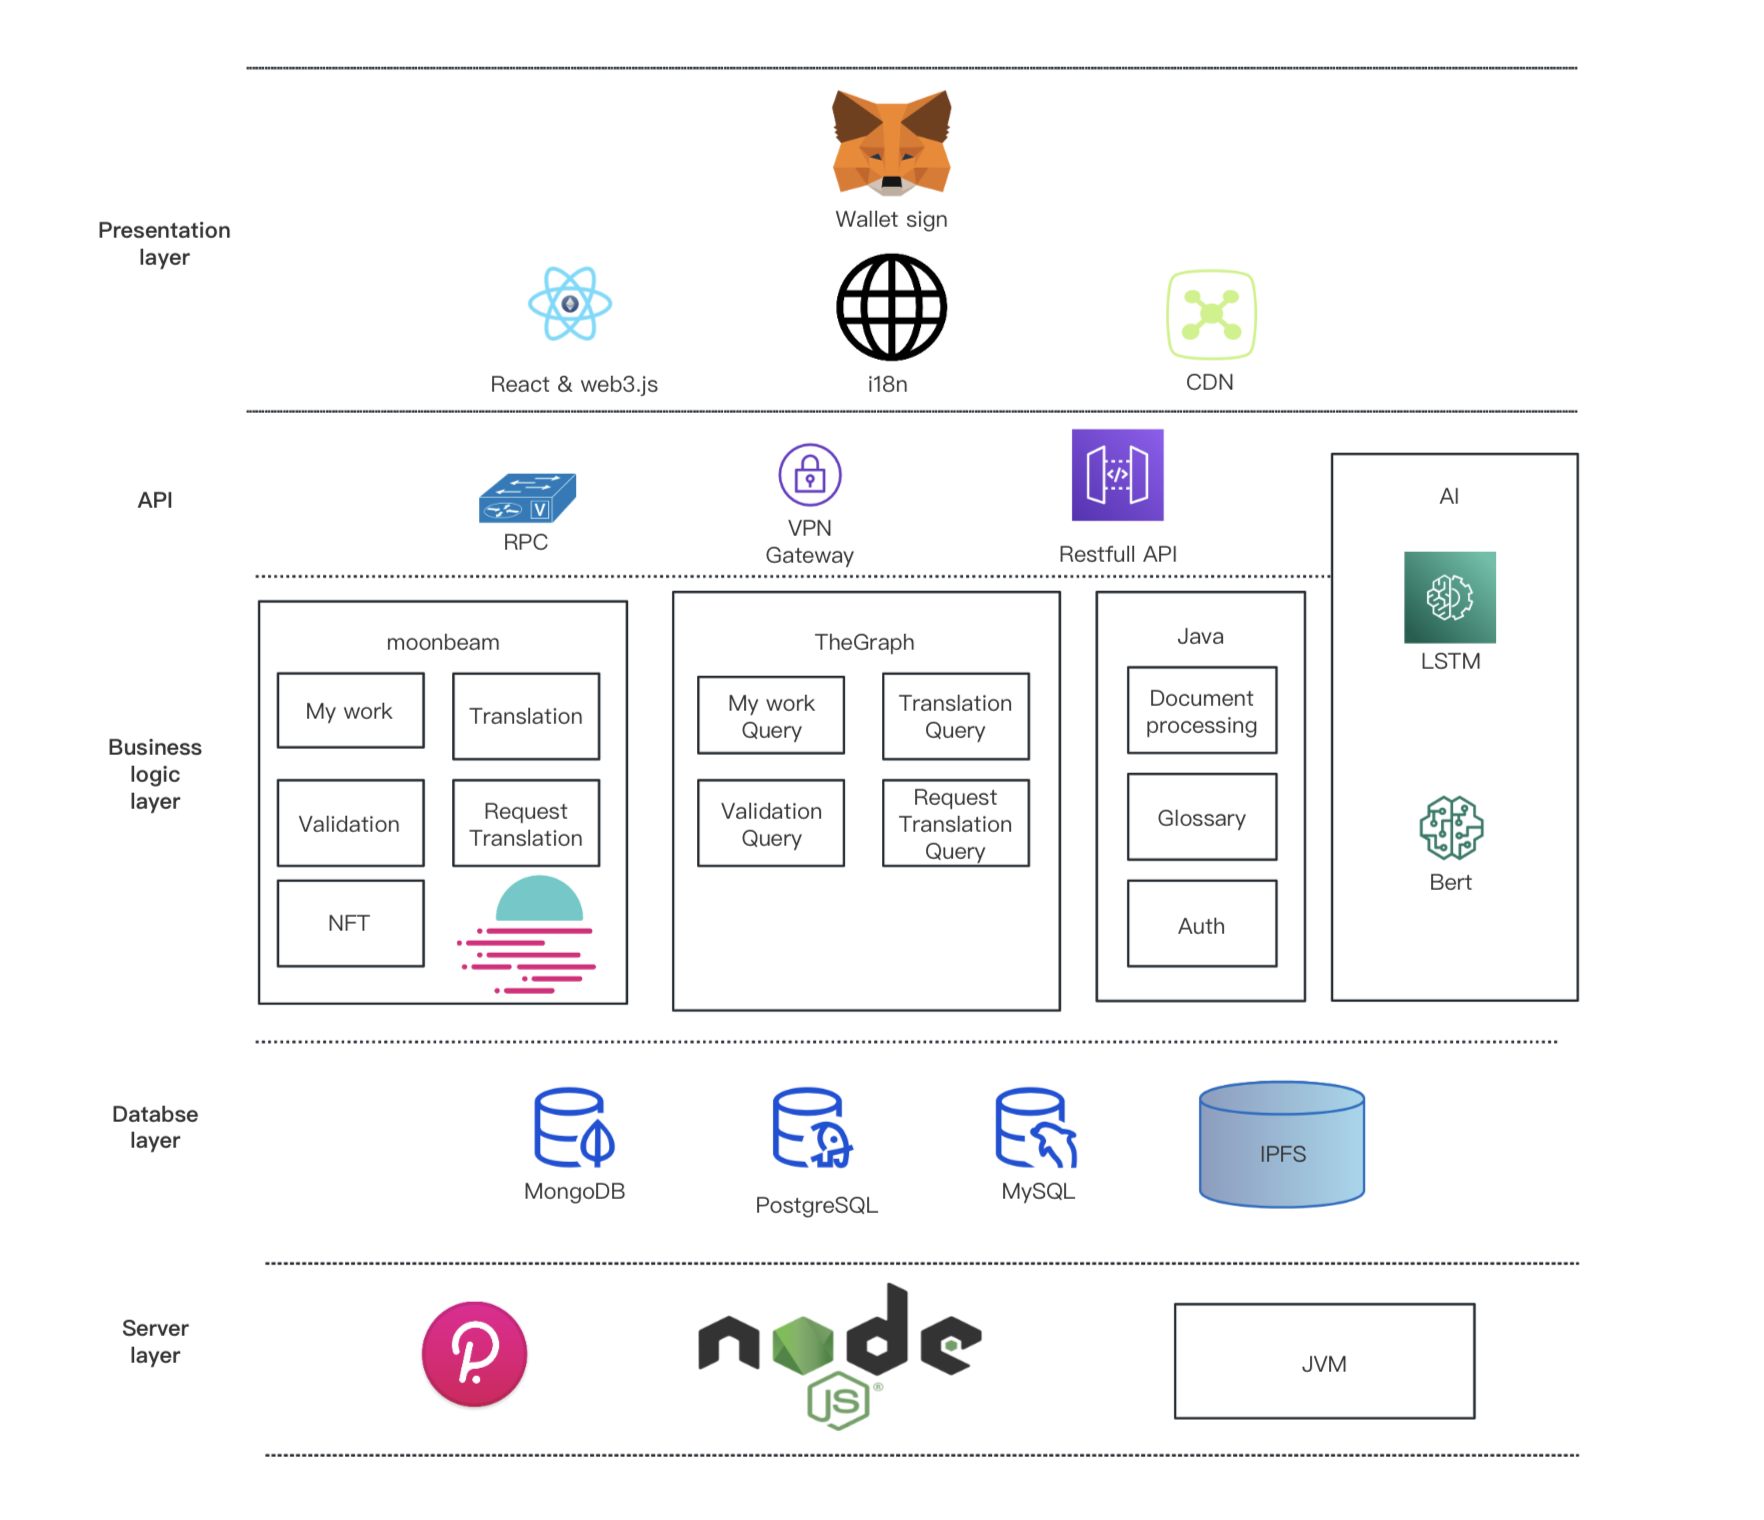 Wallet sign
Presentation
layer
React & web3.js
i18n
CDN
API
RPC
VPN
Gateway
Restfull API
AI
LSTM
Bert
Business
logic
layer
moonbeam
My work
Translation
Validation
Request
Translation
NFT
TheGraph
My work
Query
Translation
Query
Validation
Query
Request
Translation
Query
Java
Document
processing
Glossary
Auth
Databse
layer
MongoDB
PostgreSQL
MySQL
IPFS
Server
layer
node
JS®
JVM